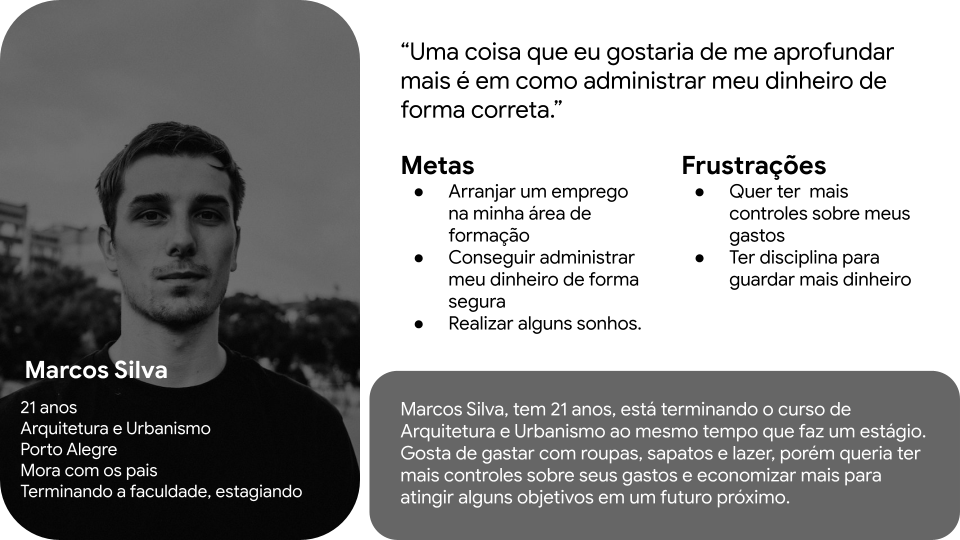 “Uma coisa que eu gostaria de me aprofundar
mais é em como administrar meu dinheiro de
forma correta.”
Metas
● Arranjar um emprego
na minha área de
formação
● Conseguir administrar
meu dinheiro de forma
segura
● Realizar alguns sonhos.
Frustrações
● Quer ter  mais
controles sobre meus
gastos
● Ter disciplina para
guardar mais dinheiro
Marcos Silva
21 anos
Arquitetura e Urbanismo
Porto Alegre
Mora com os pais
Terminando a faculdade, estagiando
Marcos Silva, tem 21 anos, está terminando o curso de
Arquitetura e Urbanismo ao mesmo tempo que faz um estágio.
Gosta de gastar com roupas, sapatos e lazer, porém queria ter
mais controles sobre seus gastos e economizar mais para
atingir alguns objetivos em um futuro próximo.